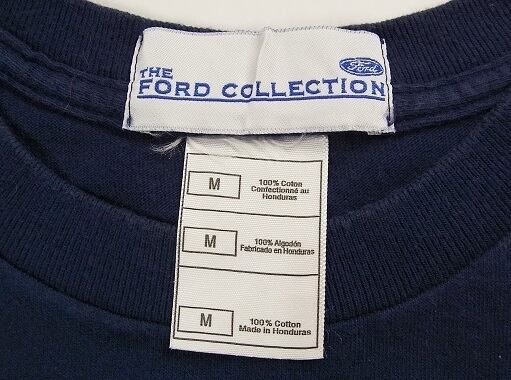 THE
FORD COLLECTION
Ford
M
100% Coton
Confectionné au
Honduras
M
100% Algodón
Fabricado en Honduras
M
100% Cotton
Made in Honduras